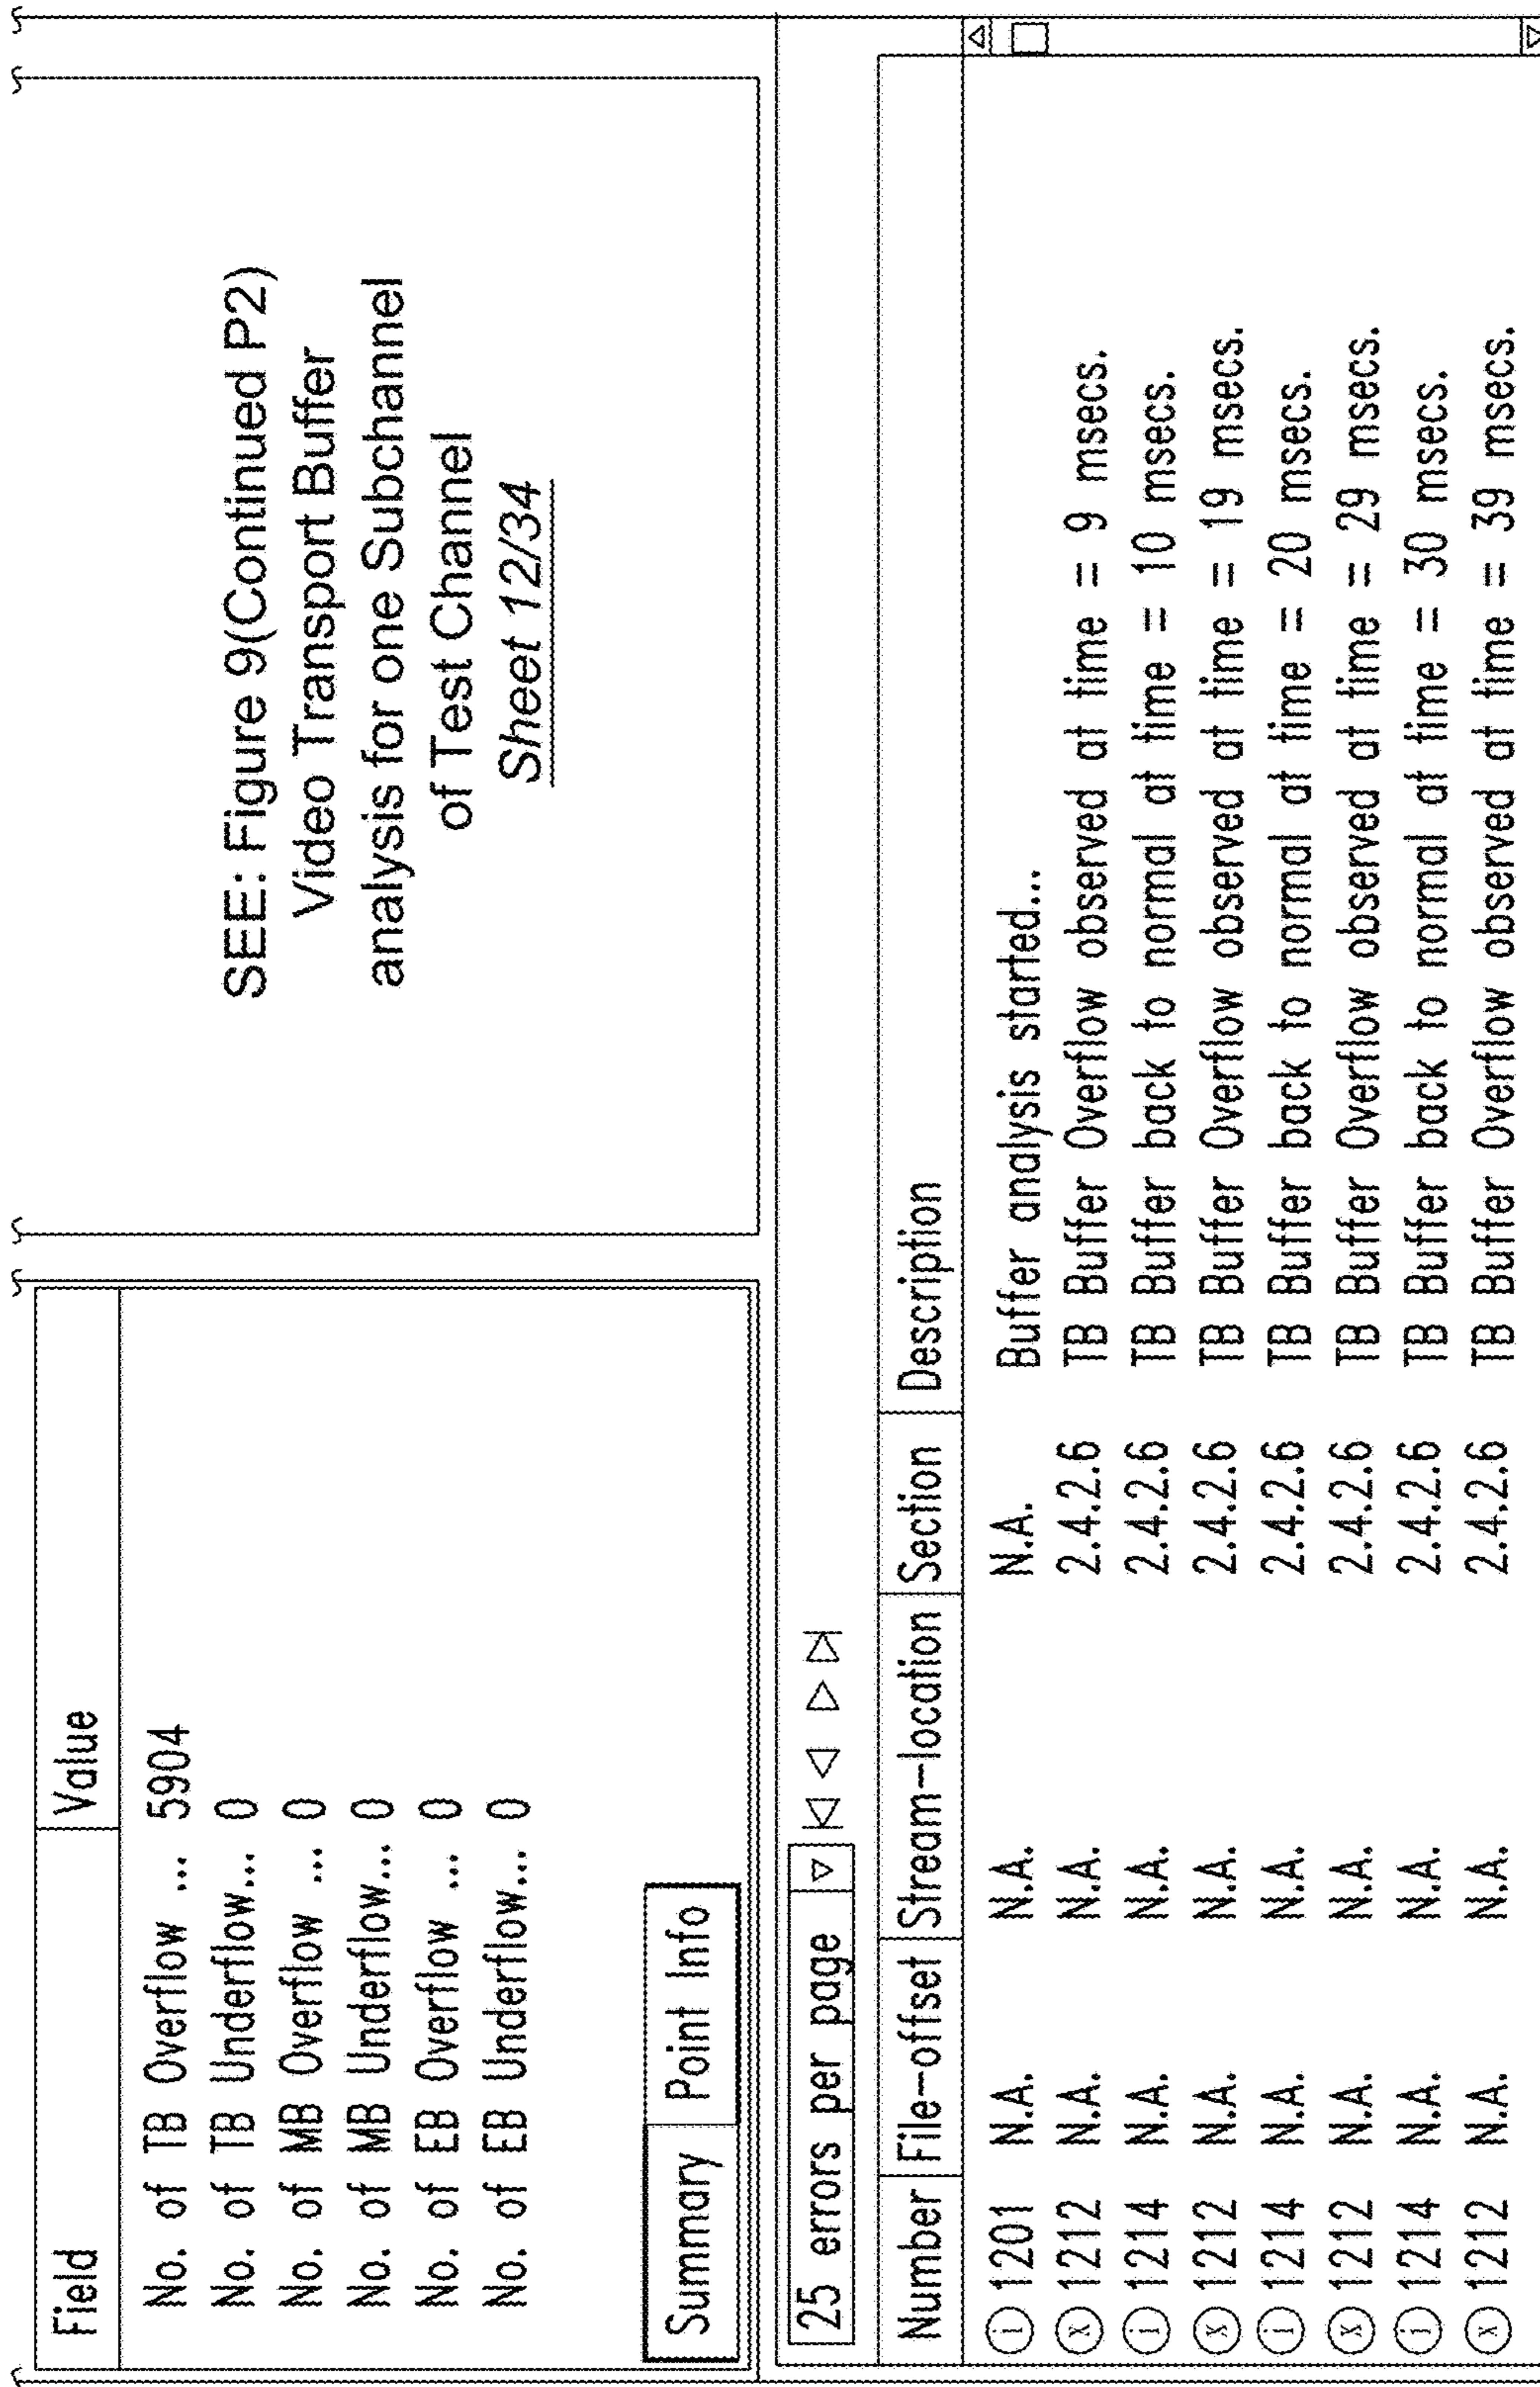 Field Value
No. of TB Overflow ... 5904
No. of TB Underflow... 0
No. of MB Overflow ... 0
No. of MB Underflow... 0
No. of EB Overflow ... 0
No. of EB Underflow... 0
Summary Point Info
SEE: Figure 9(Continued P2)
Video Transport Buffer
analysis for one Subchannel
of Test Channel
Sheet 12/34
25 errors per page
Number File-offset Stream-location Section Description
i 1201 N.A. N.A. N.A. Buffer analysis started...
x 1212 N.A. N.A. 2.4.2.6 TB Buffer Overflow observed at time = 9 msecs.
i 1214 N.A. N.A. 2.4.2.6 TB Buffer back to normal at time = 10 msecs.
x 1212 N.A. N.A. 2.4.2.6 TB Buffer Overflow observed at time = 19 msecs.
i 1214 N.A. N.A. 2.4.2.6 TB Buffer back to normal at time = 20 msecs.
x 1212 N.A. N.A. 2.4.2.6 TB Buffer Overflow observed at time = 29 msecs.
i 1214 N.A. N.A. 2.4.2.6 TB Buffer back to normal at time = 30 msecs.
x 1212 N.A. N.A. 2.4.2.6 TB Buffer Overflow observed at time = 39 msecs.